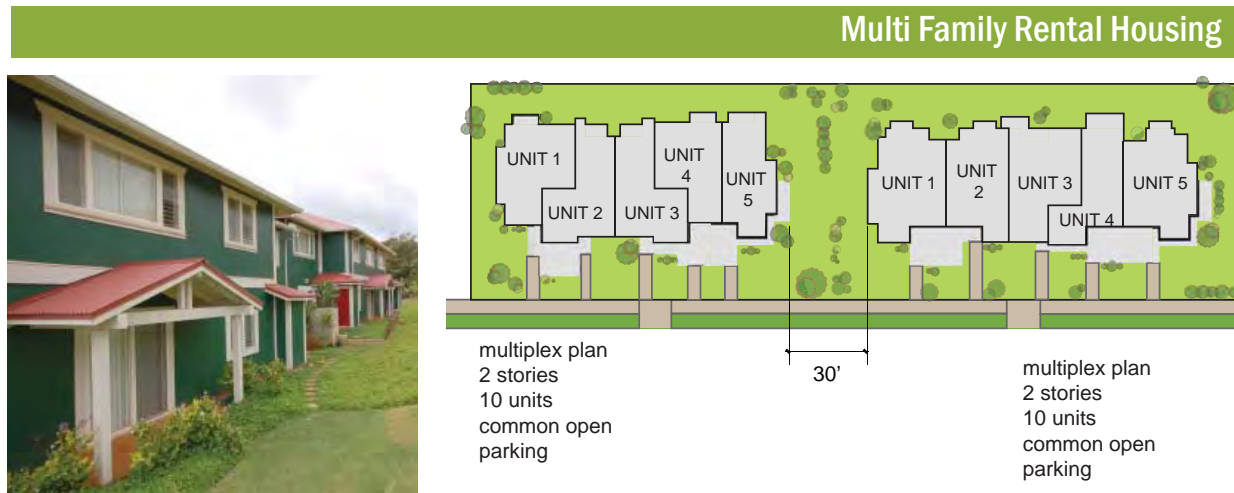 Multi Family Rental Housing
UNIT 1
UNIT 2
UNIT 3
UNIT
4
UNIT
5
UNIT 1
UNIT
2
UNIT 3
UNIT 4
UNIT 5
30’
multiplex plan
2 stories
10 units
common open
parking
multiplex plan
2 stories
10 units
common open
parking